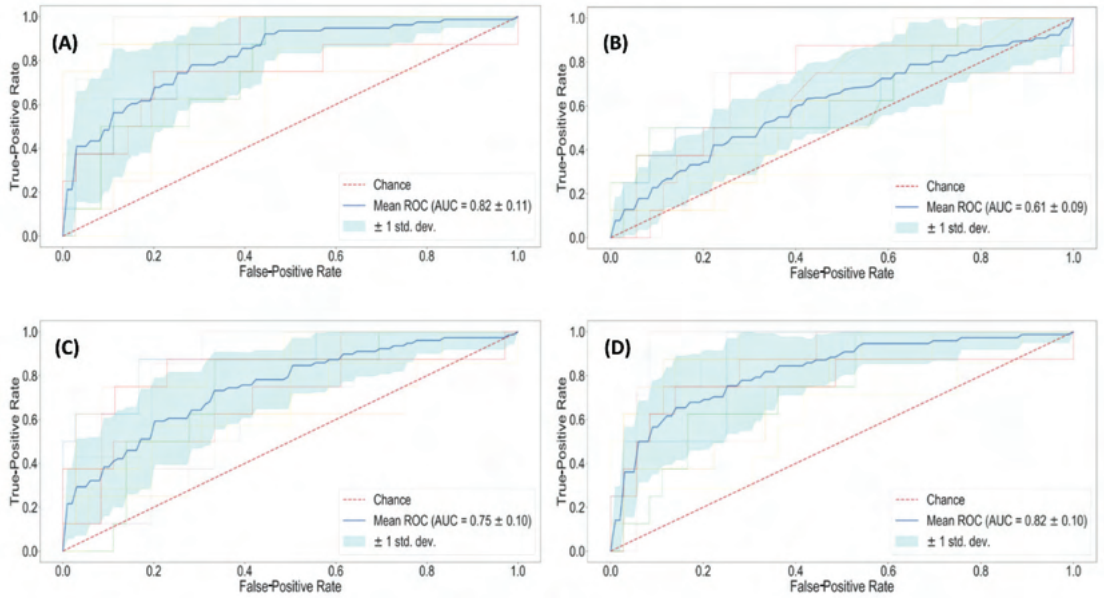 (A)
1.0
0.8
0.6
0.4
0.2
0.0
True-Positive Rate
Chance
Mean ROC (AUC = 0.82 ± 0.11)
± 1 std. dev.
0.0 0.2 0.4 0.6 0.8 1.0
False-Positive Rate
(B)
1.0
0.8
0.6
0.4
0.2
0.0
True-Positive Rate
Chance
Mean ROC (AUC = 0.61 ± 0.09)
± 1 std. dev.
0.0 0.2 0.4 0.6 0.8 1.0
False-Positive Rate
(C)
1.0
0.8
0.6
0.4
0.2
0.0
True-Positive Rate
Chance
Mean ROC (AUC = 0.75 ± 0.10)
± 1 std. dev.
0.0 0.2 0.4 0.6 0.8 1.0
False-Positive Rate
(D)
1.0
0.8
0.6
0.4
0.2
0.0
True-Positive Rate
Chance
Mean ROC (AUC = 0.82 ± 0.10)
± 1 std. dev.
0.0 0.2 0.4 0.6 0.8 1.0
False-Positive Rate